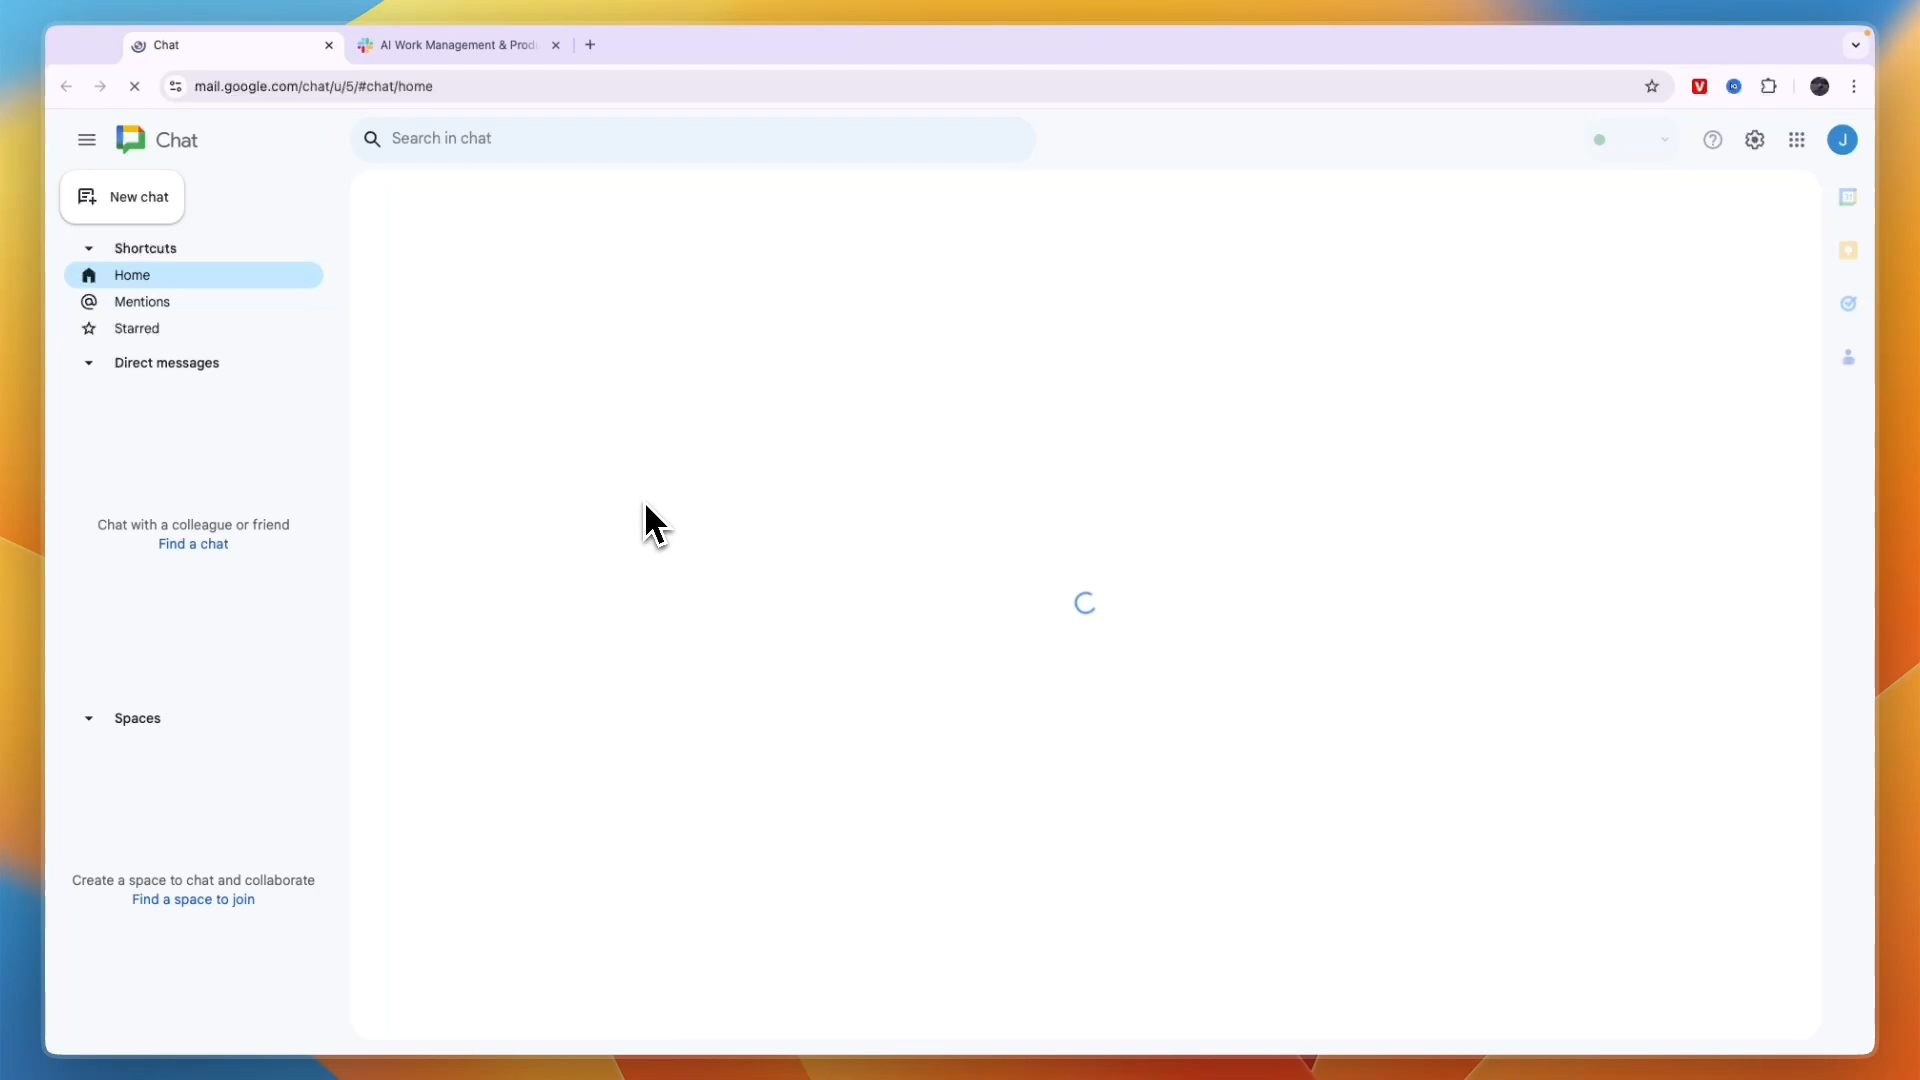 Chat
AI Work Management & Prod
mail.google.com/chat/u/5/#chat/home
V
Chat
Search in chat
J
New chat
Shortcuts
Home
Mentions
Starred
Direct messages
Chat with a colleague or friend
Find a chat
Spaces
Create a space to chat and collaborate
Find a space to join